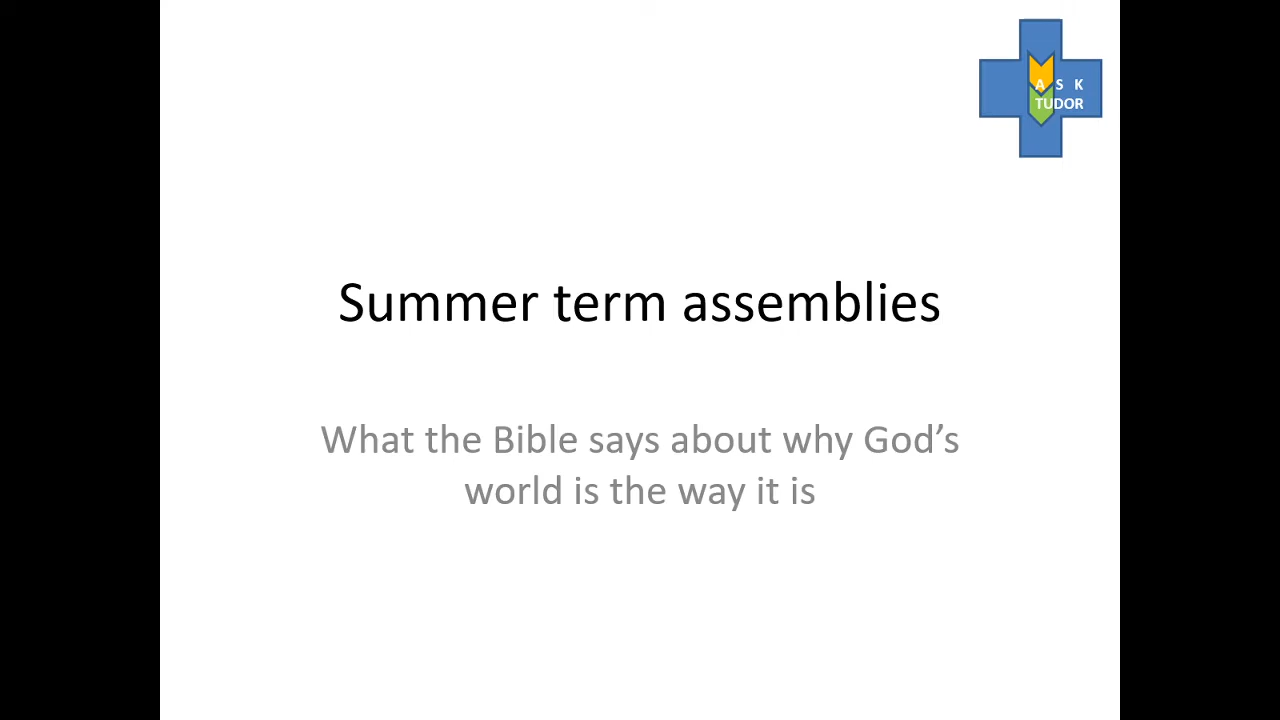 A S K
TUDOR
Summer term assemblies
What the Bible says about why God’s
world is the way it is